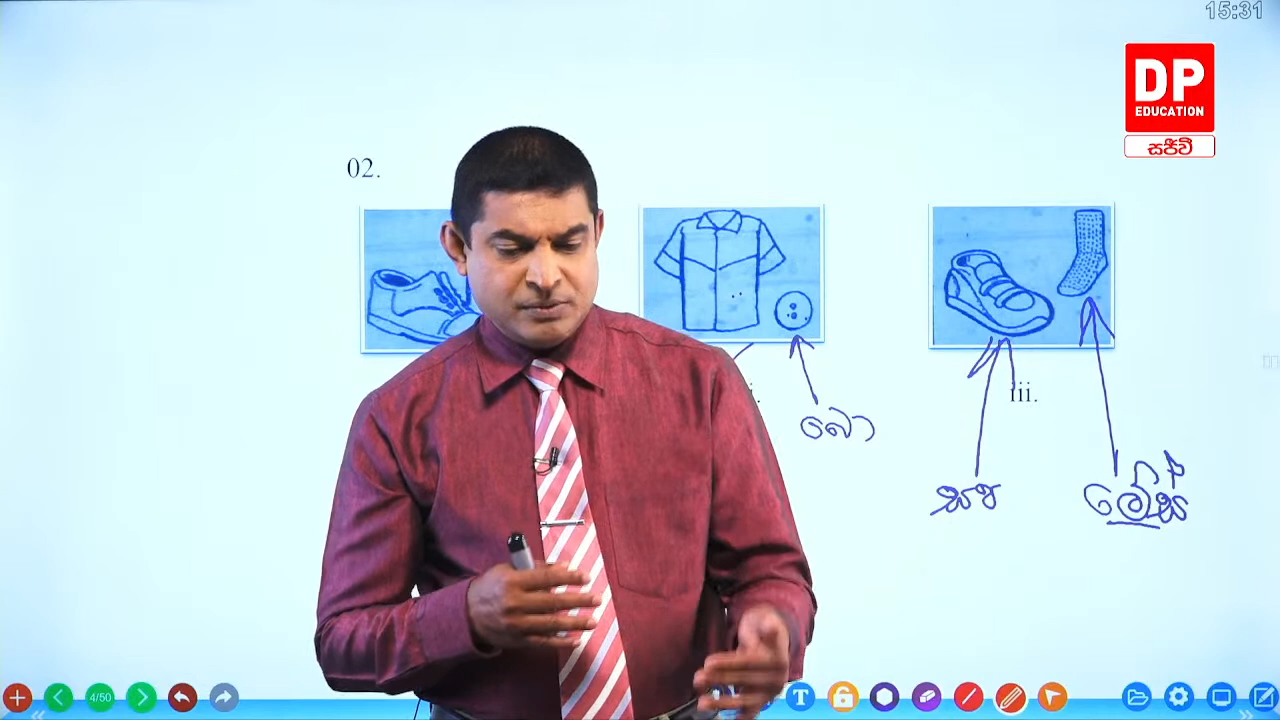 15:31
DP
EDUCATION
සජීවී
02.
i.
බො
iii.
සප
මේස්
4/50
T